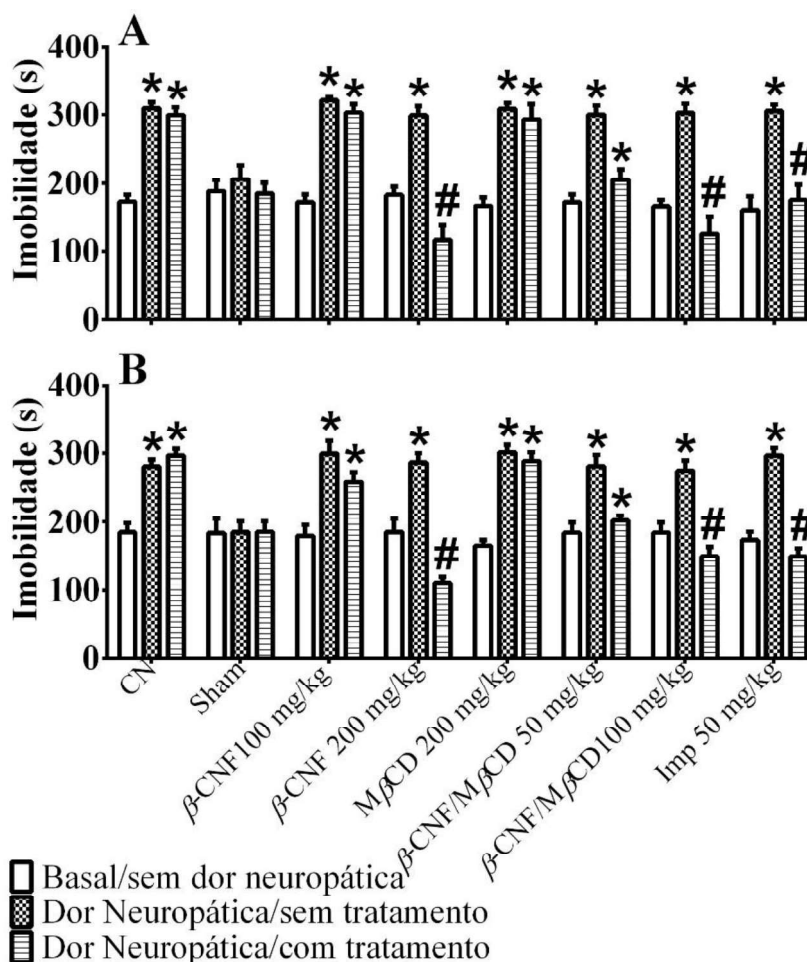 A
Imobilidade (s)
400
300
200
100
0
* * * * * * * * * * * # # #
B
Imobilidade (s)
400
300
200
100
0
* * * * * * * * * * * # # #
CN
Sham
β-CNF100 mg/kg
β-CNF 200 mg/kg
MβCD 200 mg/kg
β-CNF/MβCD 50 mg/kg
β-CNF/MβCD100 mg/kg
Imp 50 mg/kg
Basal/sem dor neuropática
Dor Neuropática/sem tratamento
Dor Neuropática/com tratamento